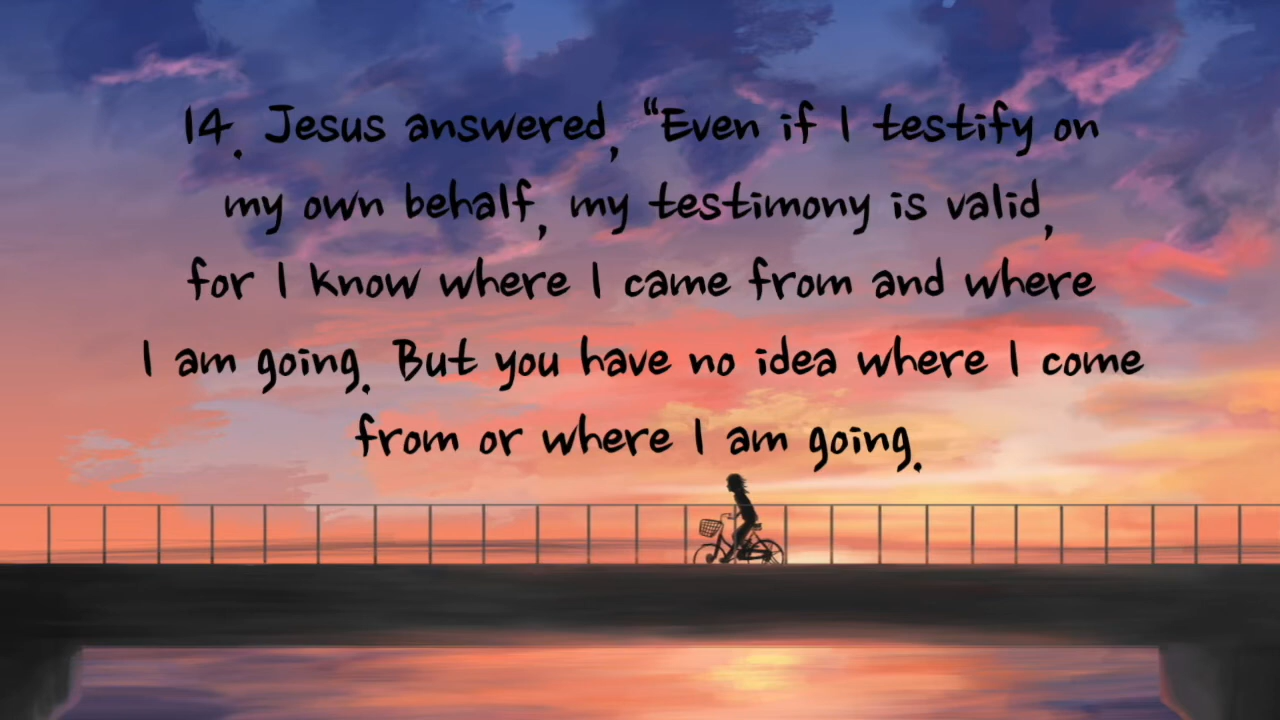 14. Jesus answered, “Even if I testify on
my own behalf, my testimony is valid,
for I know where I came from and where
I am going. But you have no idea where I come
from or where I am going.